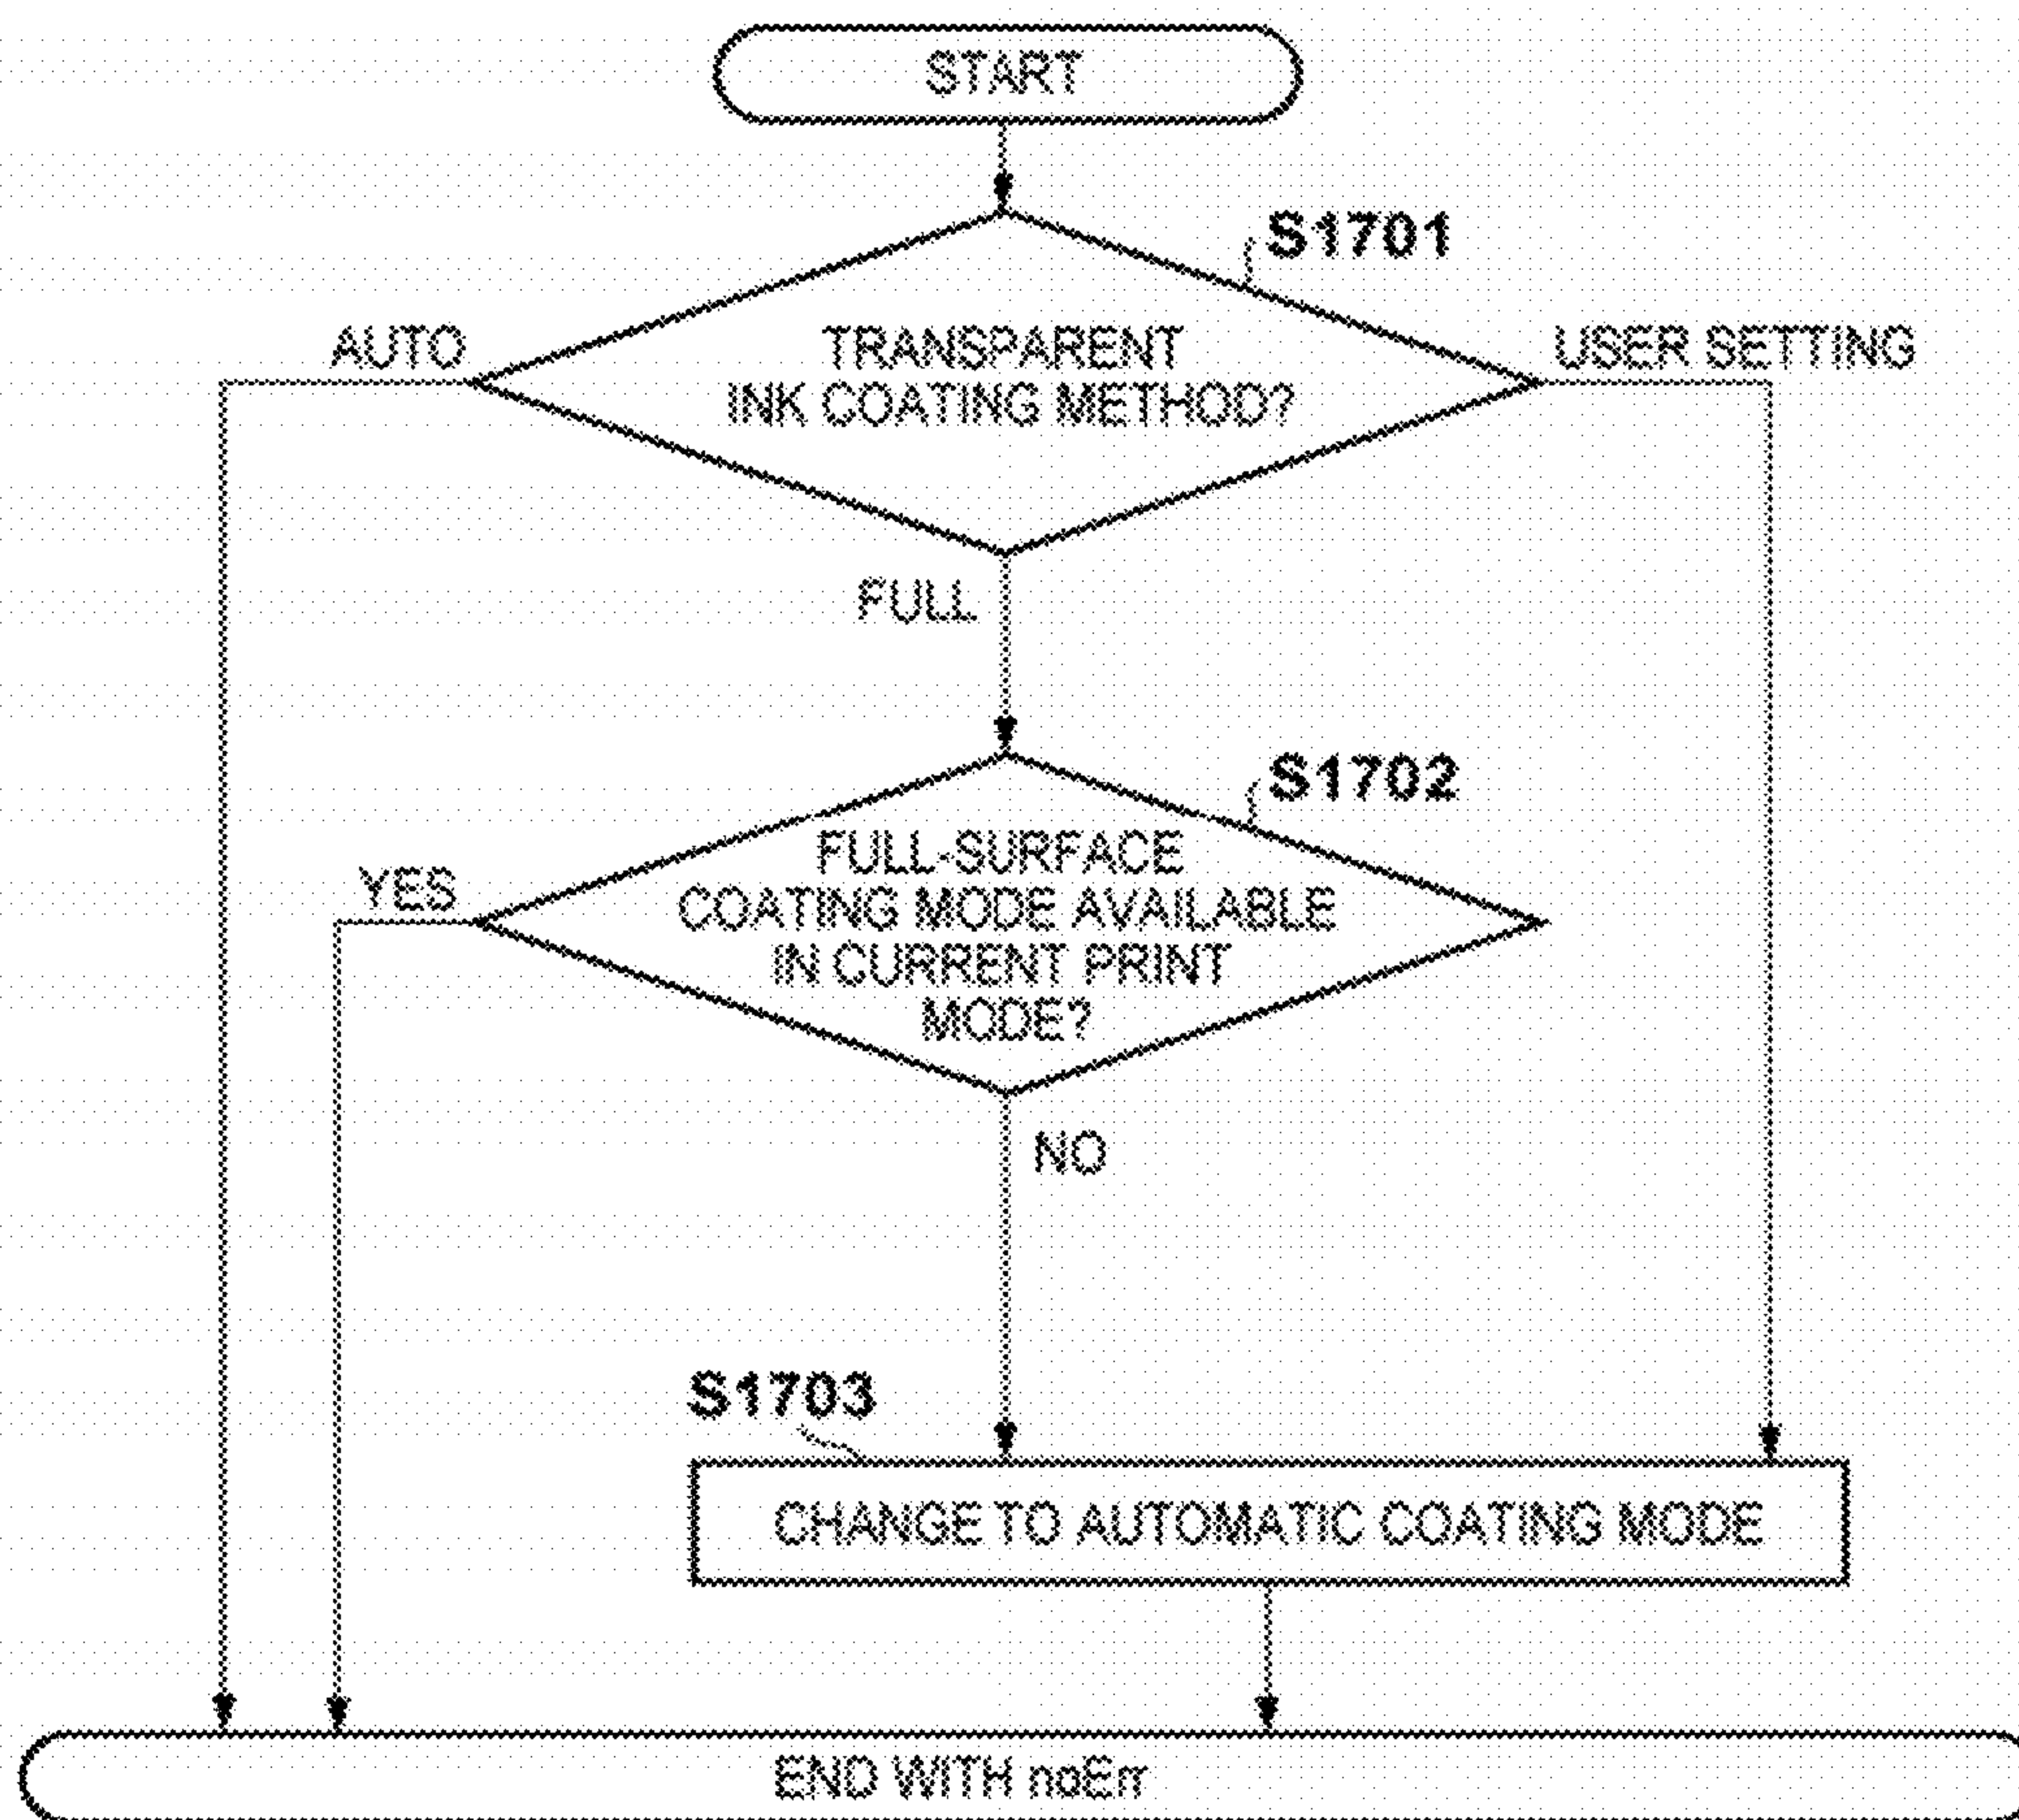 START
S1701
AUTO
TRANSPARENT
INK COATING METHOD?
USER SETTING
FULL
S1702
YES
FULL-SURFACE
COATING MODE AVAILABLE
IN CURRENT PRINT
MODE?
NO
S1703
CHANGE TO AUTOMATIC COATING MODE
END WITH noErr